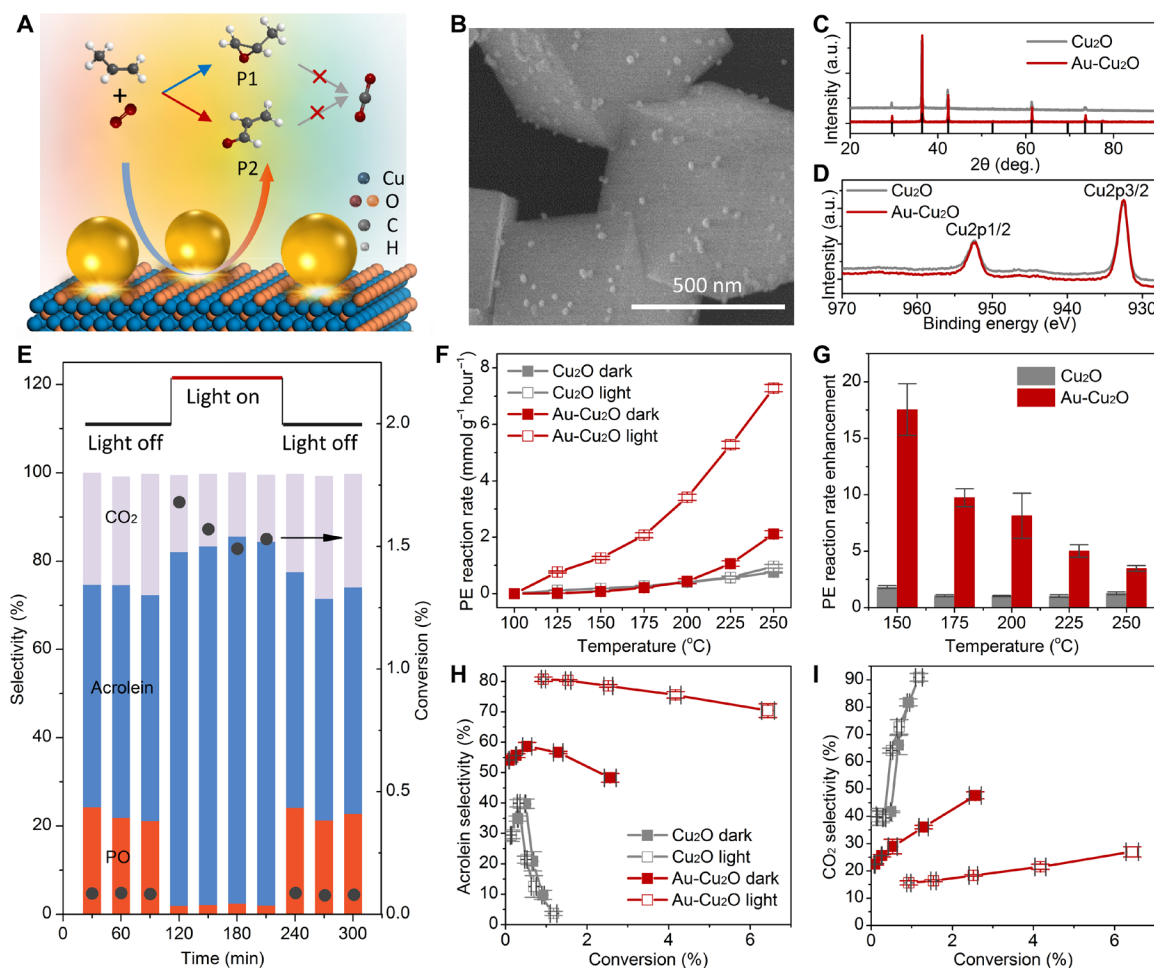 A
+
P1
P2
Cu
O
C
H
B
500 nm
C
Cu₂O
Au-Cu₂O
Intensity (a.u.)
20 40 60 80
2θ (deg.)
D
Cu₂O
Au-Cu₂O
Cu2p3/2
Cu2p1/2
Intensity (a.u.)
970 960 950 940 930
Binding energy (eV)
E
Light on
Light off
Light off
CO₂
Acrolein
PO
Selectivity (%)
0 20 40 60 80 100 120
Conversion (%)
0.0 0.5 1.0 1.5 2.0
0 60 120 180 240 300
Time (min)
F
Cu₂O dark
Cu₂O light
Au-Cu₂O dark
Au-Cu₂O light
PE reaction rate (mmol g⁻¹ hour⁻¹)
0 2 4 6 8
100 125 150 175 200 225 250
Temperature (°C)
G
Cu₂O
Au-Cu₂O
PE reaction rate enhancement
0 5 10 15 20
150 175 200 225 250
Temperature (°C)
H
Acrolein selectivity (%)
0 10 20 30 40 50 60 70 80
Cu₂O dark
Cu₂O light
Au-Cu₂O dark
Au-Cu₂O light
0 2 4 6
Conversion (%)
I
CO₂ selectivity (%)
0 10 20 30 40 50 60 70 80 90
0 2 4 6
Conversion (%)